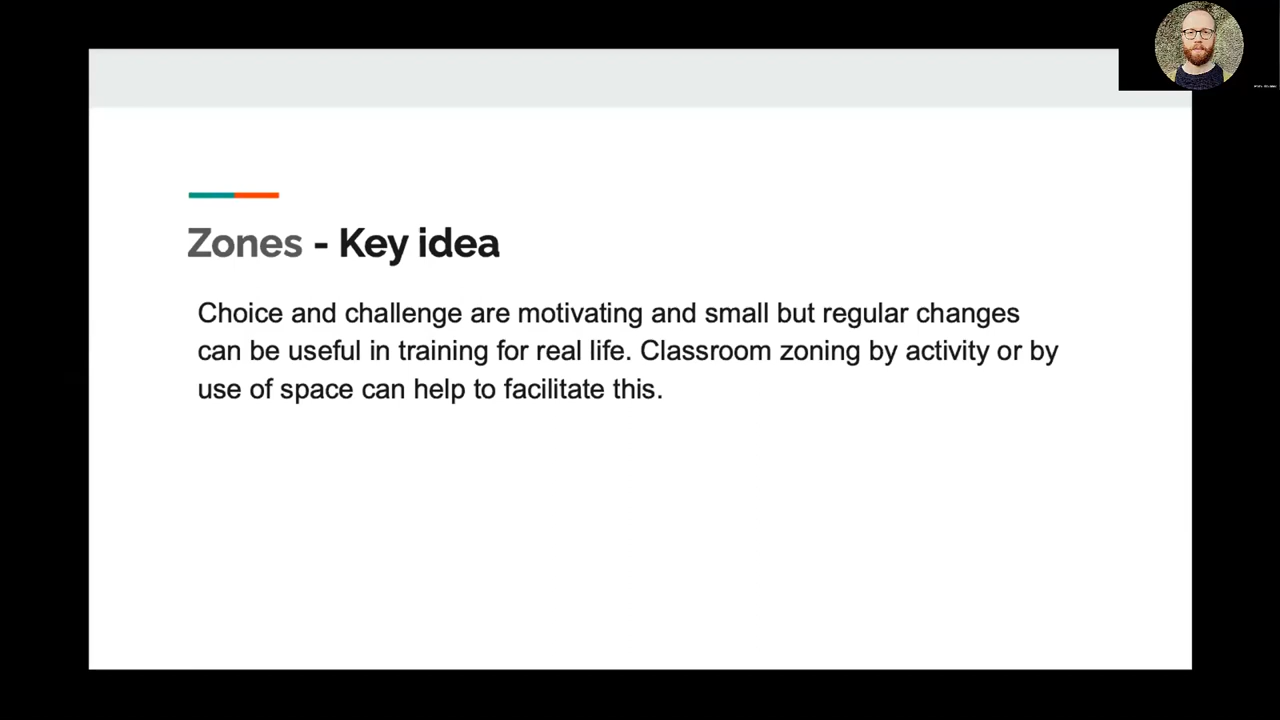 Zones - Key idea
Choice and challenge are motivating and small but regular changes
can be useful in training for real life. Classroom zoning by activity or by
use of space can help to facilitate this.